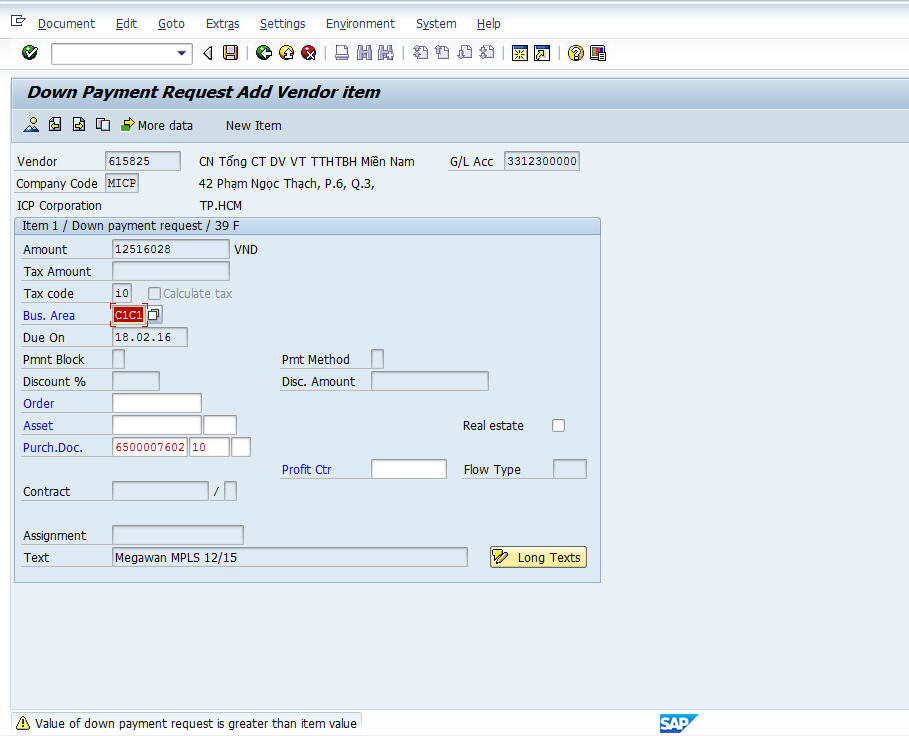 Document Edit Goto Extras Settings Environment System Help
Down Payment Request Add Vendor item
More data New Item
Vendor 615825 CN Tổng CT DV VT TTHTBH Miền Nam G/L Acc 3312300000
Company Code MICP 42 Phạm Ngọc Thạch, P.6, Q.3,
ICP Corporation TP.HCM
Item 1 / Down payment request / 39 F
Amount 12516028 VND
Tax Amount
Tax code i0 Calculate tax
Bus. Area C1C1
Due On 18.02.16
Pmnt Block Pmt Method
Discount % Disc. Amount
Order
Asset Real estate
Purch.Doc. 6500007602 10
Profit Ctr Flow Type
Contract /
Assignment
Text Megawan MPLS 12/15 Long Texts
Value of down payment request is greater than item value SAP